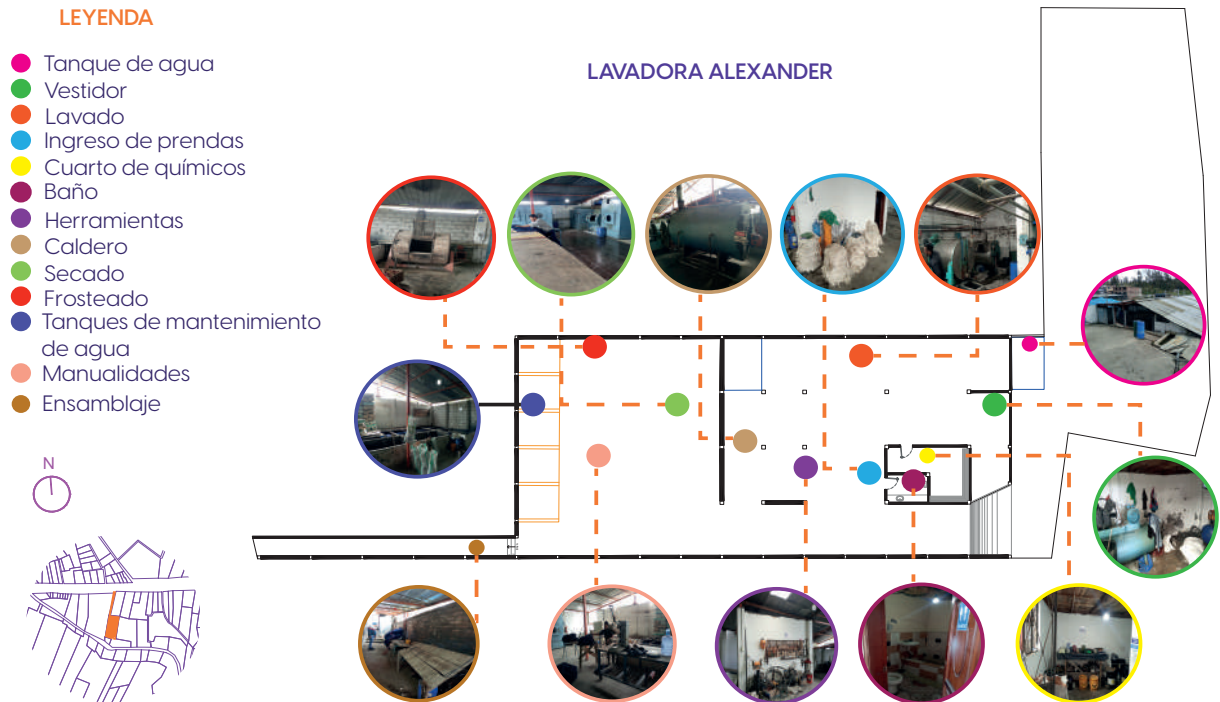 LEYENDA
Tanque de agua
Vestidor
Lavado
Ingreso de prendas
Cuarto de químicos
Baño
Herramientas
Caldero
Secado
Frosteado
Tanques de mantenimiento
de agua
Manualidades
Ensamblaje
N
LAVADORA ALEXANDER